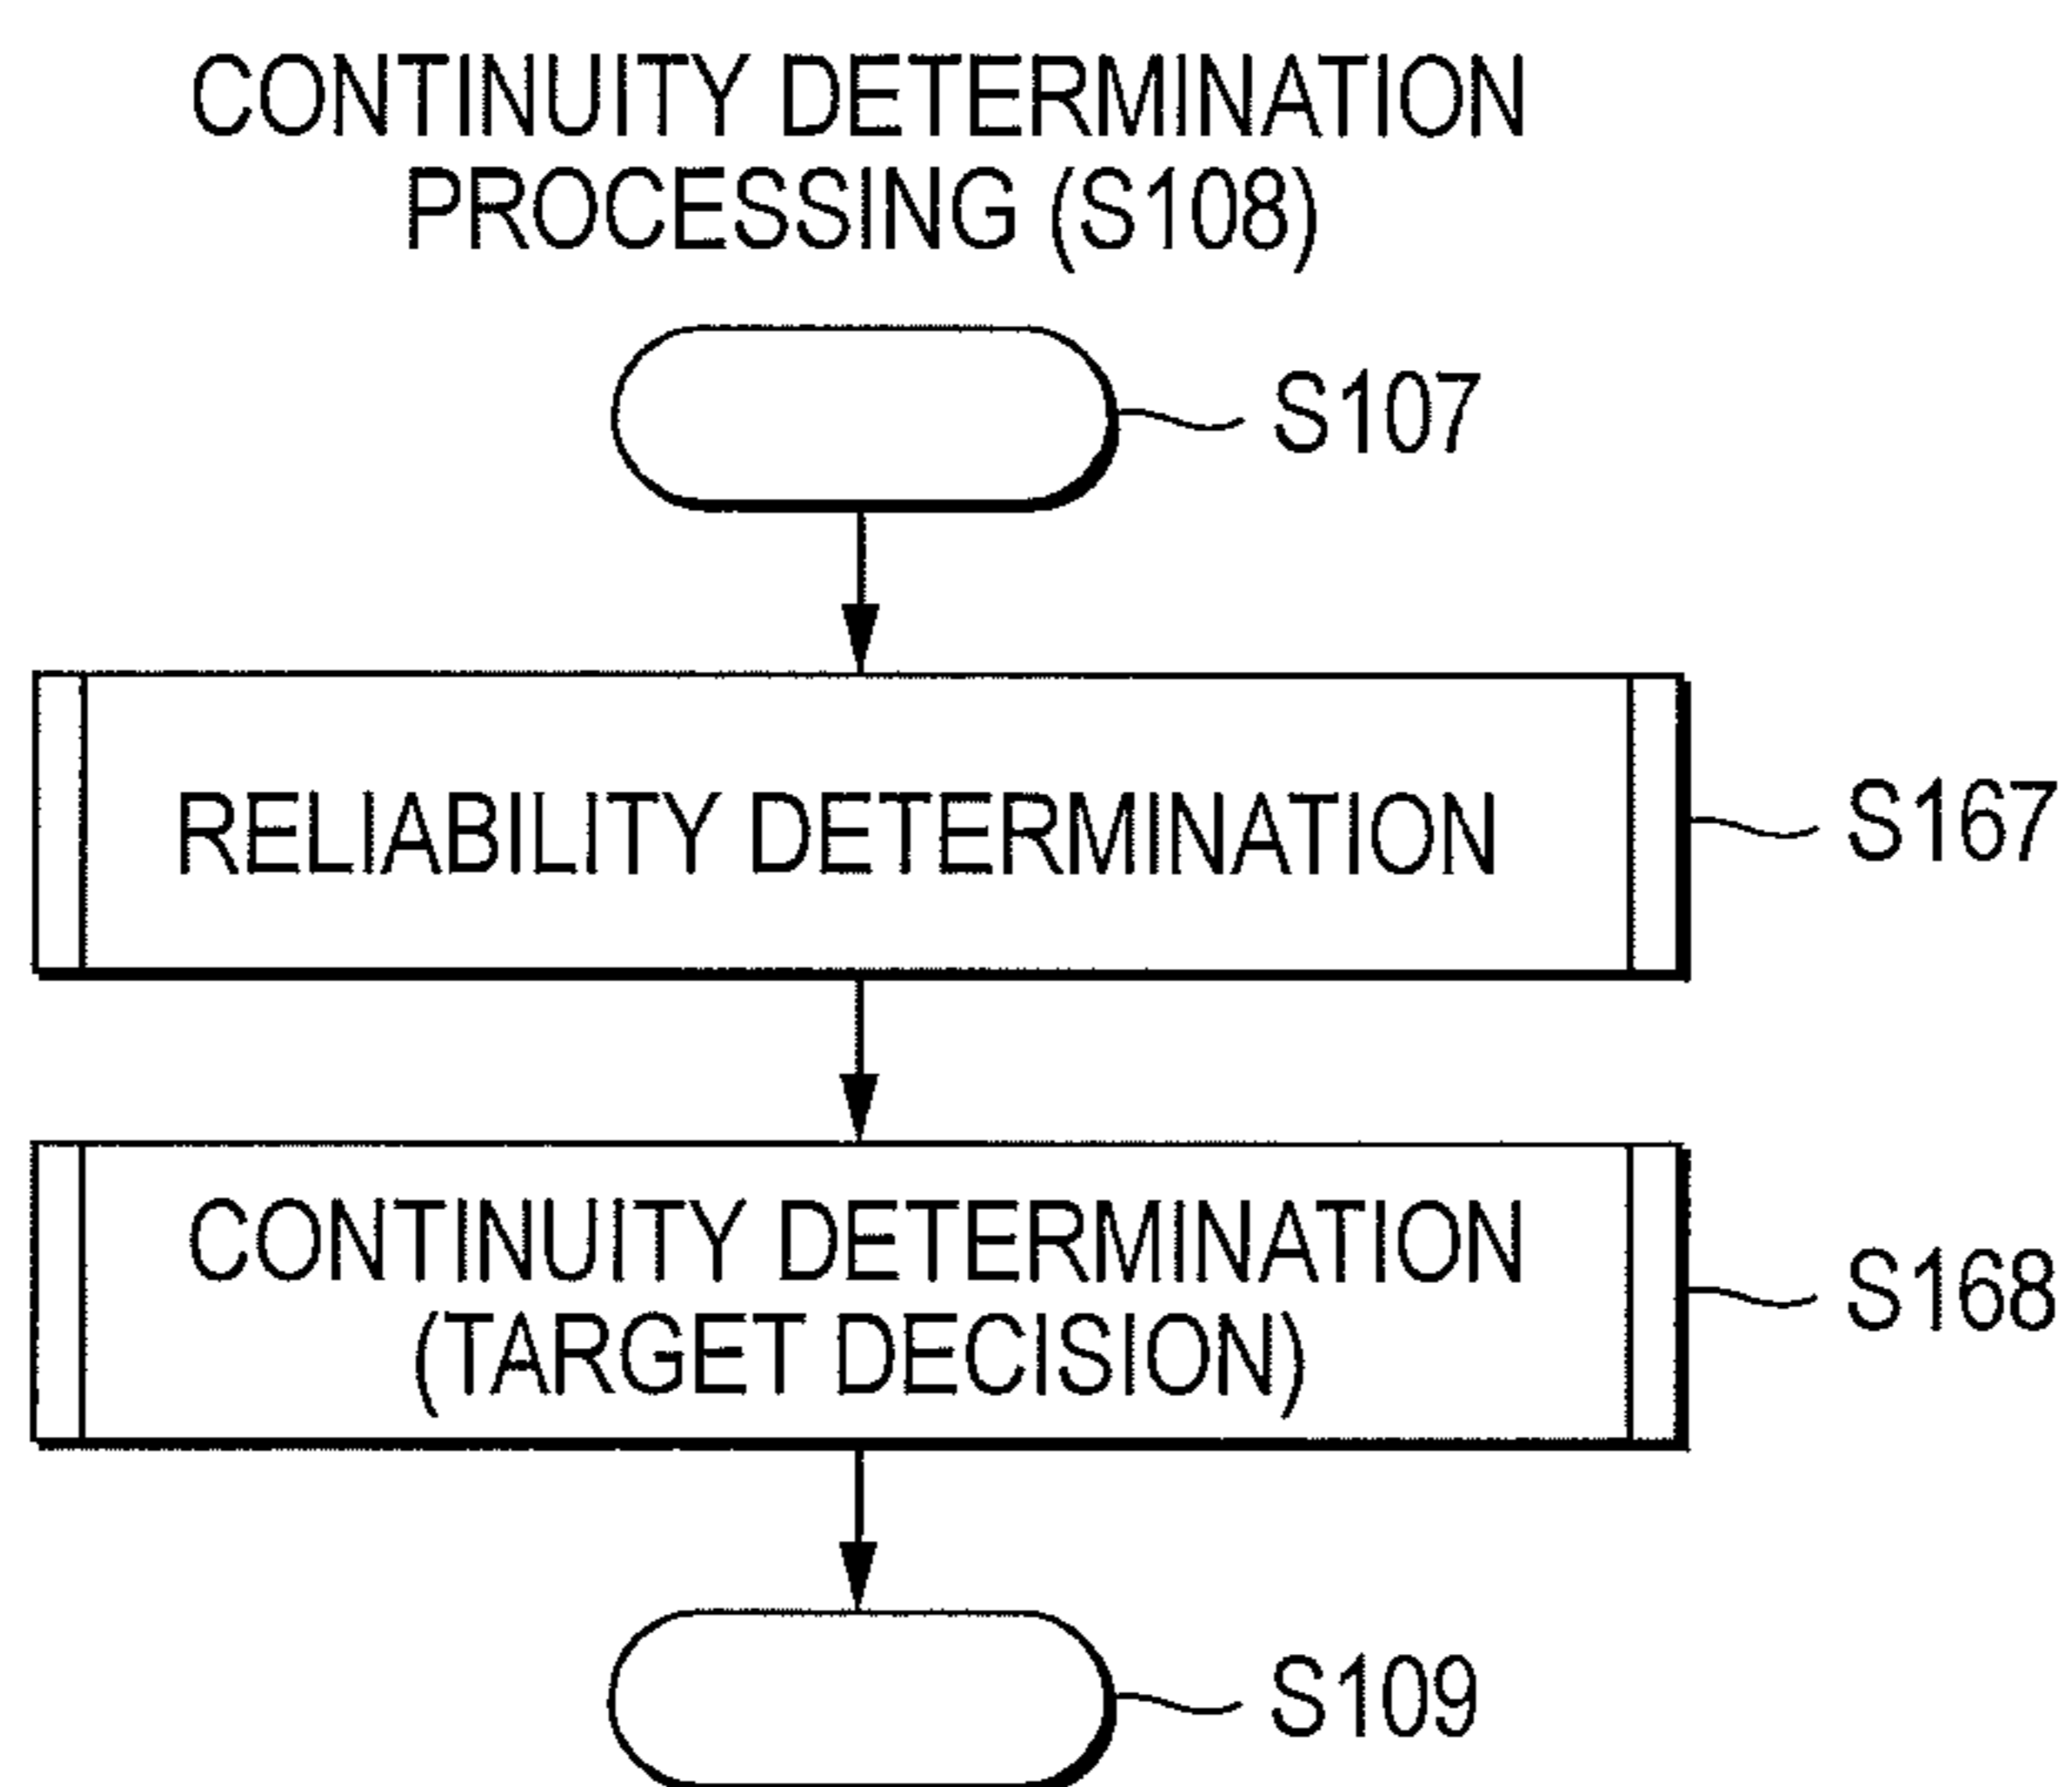 CONTINUITY DETERMINATION
PROCESSING (S108)
S107
RELIABILITY DETERMINATION
S167
CONTINUITY DETERMINATION
(TARGET DECISION)
S168
S109